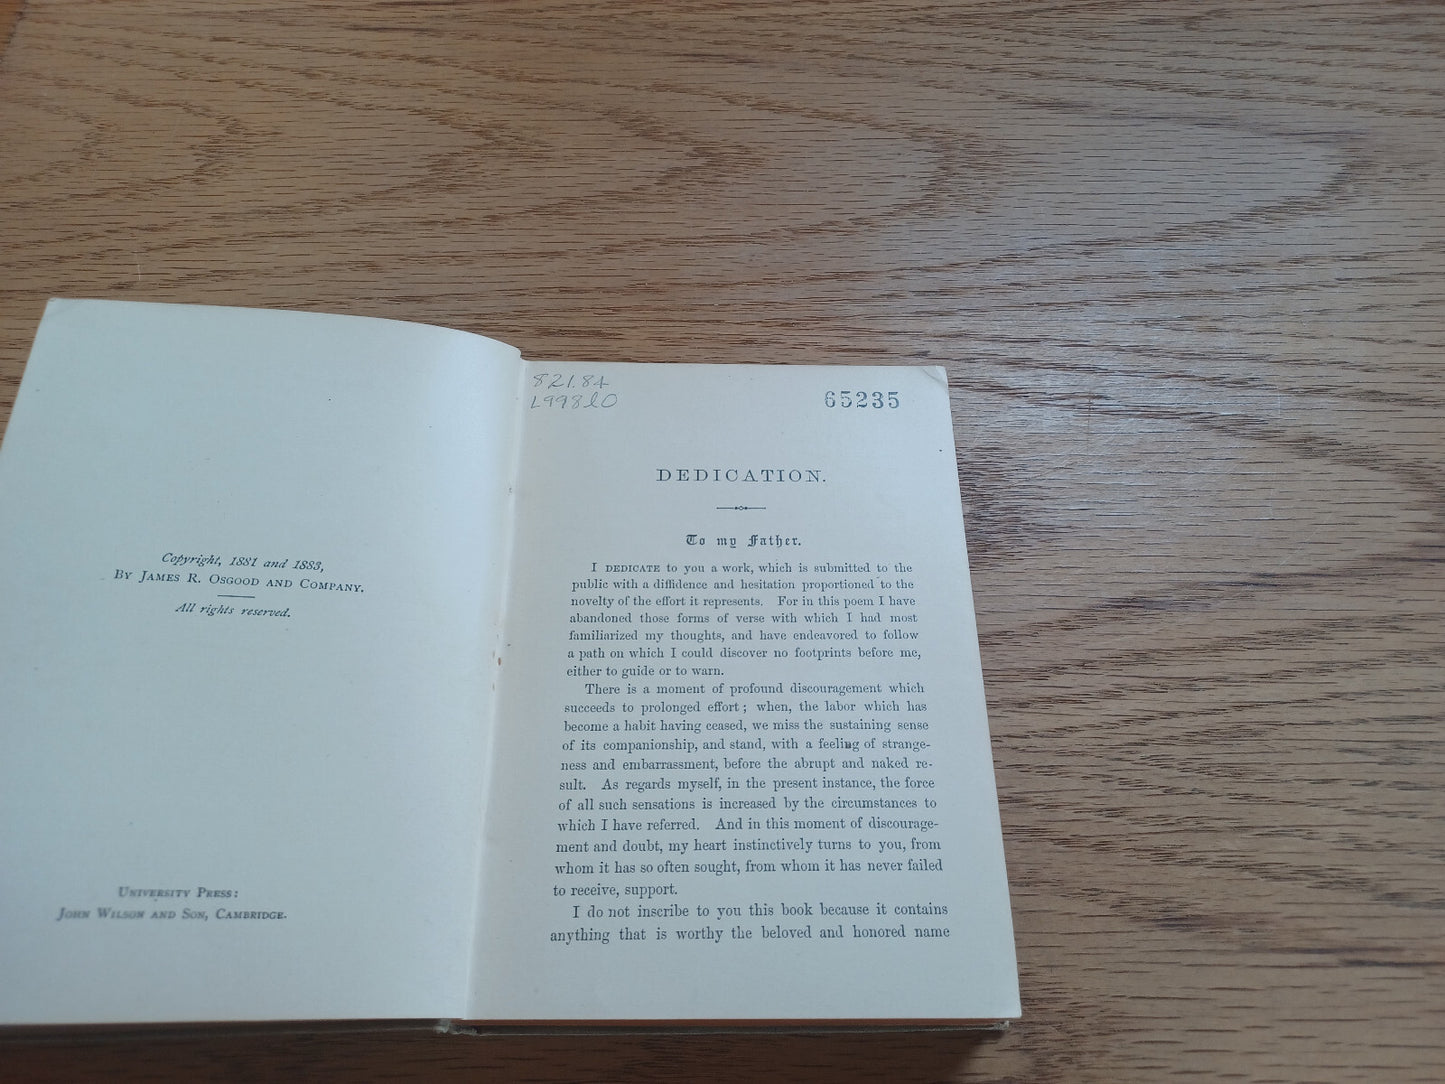 Copyright, 1881 and 1883,
By James R. Osgood and Company.
All rights reserved.
University Press:
John Wilson and Son, Cambridge.
821.84
L998l0
65235
DEDICATION.
To my Father.
I DEDICATE to you a work, which is submitted to the
public with a diffidence and hesitation proportioned to the
novelty of the effort it represents. For in this poem I have
abandoned those forms of verse with which I had most
familiarized my thoughts, and have endeavored to follow
a path on which I could discover no footprints before me,
either to guide or to warn.
There is a moment of profound discouragement which
succeeds to prolonged effort; when, the labor which has
become a habit having ceased, we miss the sustaining sense
of its companionship, and stand, with a feeling of strange-
ness and embarrassment, before the abrupt and naked re-
sult. As regards myself, in the present instance, the force
of all such sensations is increased by the circumstances to
which I have referred. And in this moment of discourage-
ment and doubt, my heart instinctively turns to you, from
whom it has so often sought, from whom it has never failed
to receive, support.
I do not inscribe to you this book because it contains
anything that is worthy the beloved and honored name